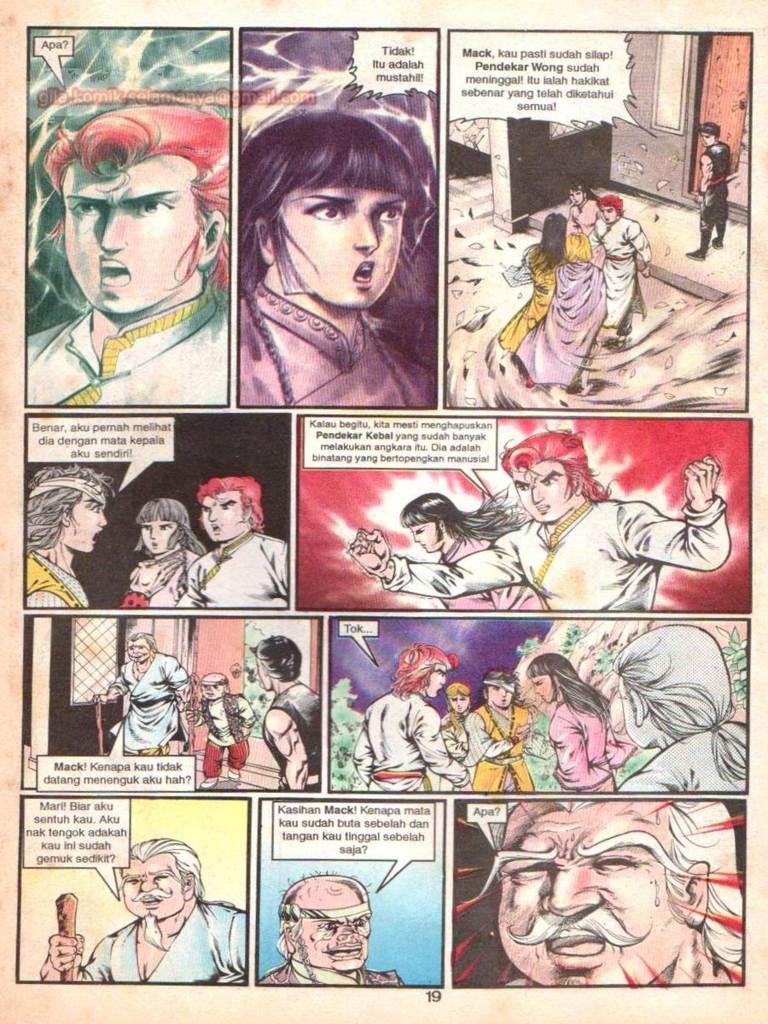 Apa?
Tidak!
Itu adalah
mustahil!
Mack, kau pasti sudah silap!
Pendekar Wong sudah
meninggal! Itu ialah hakikat
sebenar yang telah diketahui
semua!
gila.komik.selamanya@gmail.com
Benar, aku pernah melihat
dia dengan mata kepala
aku sendiri!
Kalau begitu, kita mesti menghapuskan
Pendekar Kebal yang sudah banyak
melakukan angkara itu. Dia adalah
binatang yang bertopengkan manusia!
Mack! Kenapa kau tidak
datang menenguk aku hah?
Tok...
Mari! Biar aku
sentuh kau. Aku
nak tengok adakah
kau ini sudah
gemuk sedikit?
Kasihan Mack! Kenapa mata
kau sudah buta sebelah dan
tangan kau tinggal sebelah
saja?
Apa?
19